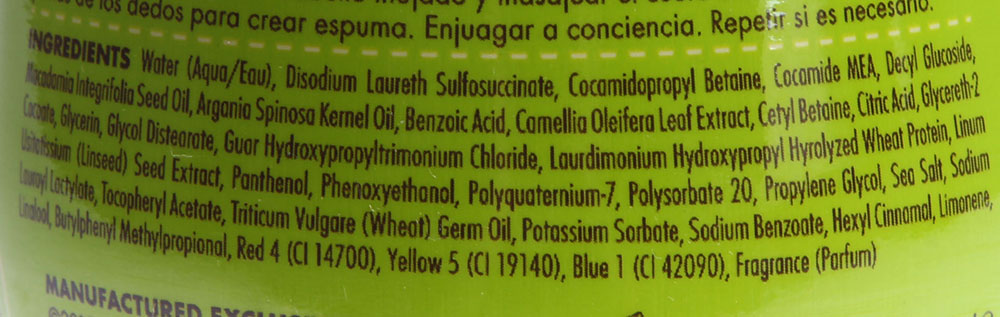 de los dedos para crear espuma. Enjuagar a conciencia. Repetir si es necesario.
INGREDIENTS Water (Aqua/Eau), Disodium Laureth Sulfosuccinate, Cocamidopropyl Betaine, Cocamide MEA, Decyl Glucoside,
Macadamia Integrifolia Seed Oil, Argania Spinosa Kernel Oil, Benzoic Acid, Camellia Oleifera Leaf Extract, Cetyl Betaine, Citric Acid, Glycereth-2
Cocoate, Glycerin, Glycol Distearate, Guar Hydroxypropyltrimonium Chloride, Laurdimonium Hydroxypropyl Hyrolyzed Wheat Protein, Linum
Usitatissium (Linseed) Seed Extract, Panthenol, Phenoxyethanol, Polyquaternium-7, Polysorbate 20, Propylene Glycol, Sea Salt, Sodium
Lauroyl Lactylate, Tocopheryl Acetate, Triticum Vulgare (Wheat) Germ Oil, Potassium Sorbate, Sodium Benzoate, Hexyl Cinnamal, Limonene,
Linalool, Butylphenyl Methylpropional, Red 4 (CI 14700), Yellow 5 (CI 19140), Blue 1 (CI 42090), Fragrance (Parfum)
MANUFACTURED